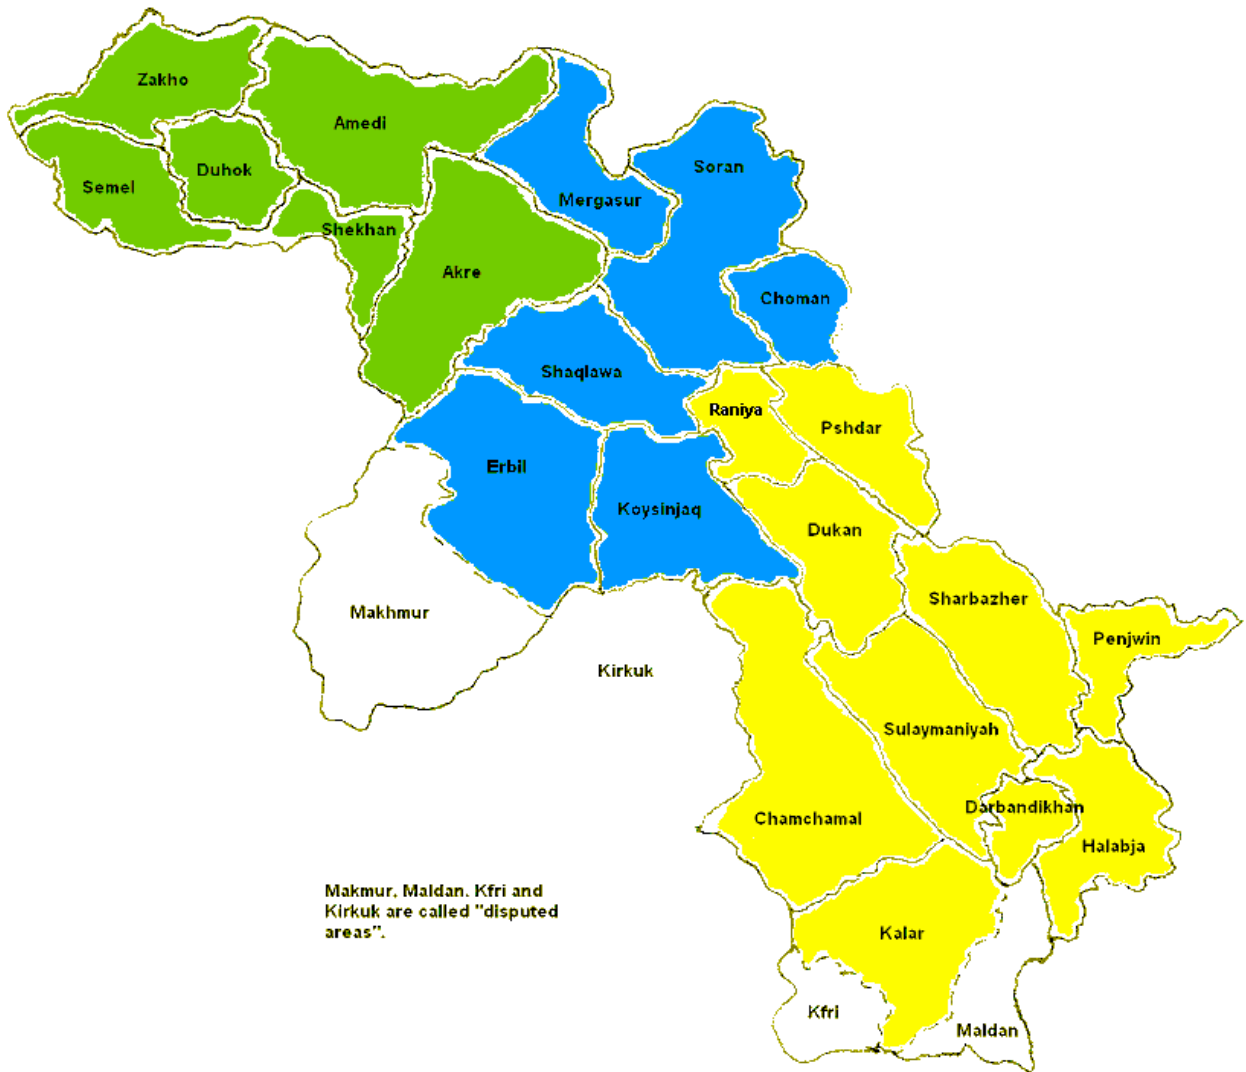 Zakho
Amedi
Semel
Duhok
Shekhan
Akre
Mergasur
Soran
Choman
Shaqlawa
Raniya
Pshdar
Erbil
Koysinjaq
Dukan
Makhmur
Kirkuk
Sharbazher
Penjwin
Sulaymaniyah
Chamchamal
Darbandikhan
Halabja
Kalar
Kfri
Maldan
Makmur, Maldan. Kfri and
Kirkuk are called "disputed
areas".